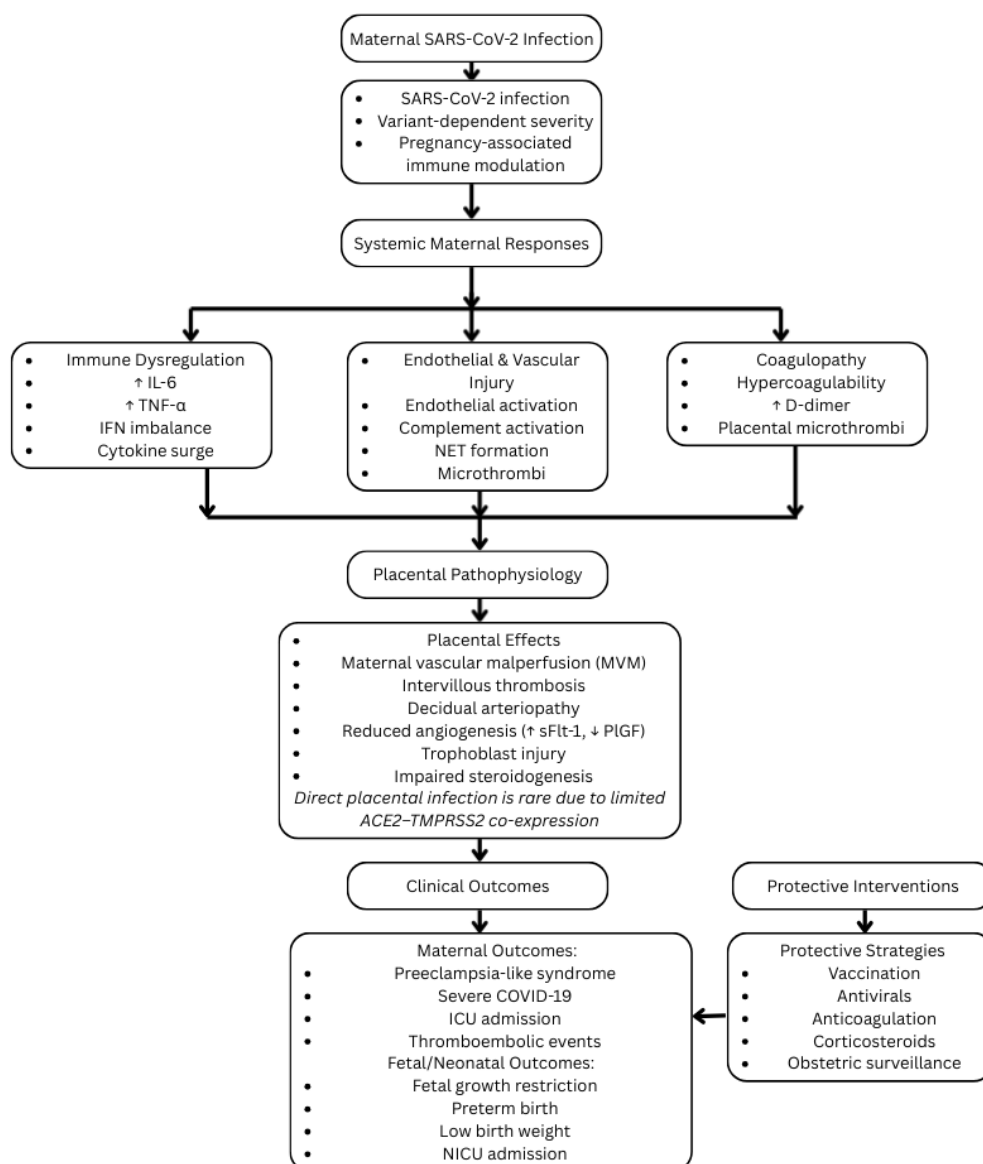 Maternal SARS-CoV-2 Infection
• SARS-CoV-2 infection
• Variant-dependent severity
• Pregnancy-associated
immune modulation
Systemic Maternal Responses
• Immune Dysregulation
• ↑ IL-6
• ↑ TNF-α
• IFN imbalance
• Cytokine surge
• Endothelial & Vascular
Injury
• Endothelial activation
• Complement activation
• NET formation
• Microthrombi
• Coagulopathy
• Hypercoagulability
• ↑ D-dimer
• Placental microthrombi
Placental Pathophysiology
• Placental Effects
• Maternal vascular malperfusion (MVM)
• Intervillous thrombosis
• Decidual arteriopathy
• Reduced angiogenesis (↑ sFlt-1, ↓ PlGF)
• Trophoblast injury
• Impaired steroidogenesis
Direct placental infection is rare due to limited
ACE2–TMPRSS2 co-expression
Clinical Outcomes
Maternal Outcomes:
• Preeclampsia-like syndrome
• Severe COVID-19
• ICU admission
• Thromboembolic events
Fetal/Neonatal Outcomes:
• Fetal growth restriction
• Preterm birth
• Low birth weight
• NICU admission
Protective Interventions
Protective Strategies
• Vaccination
• Antivirals
• Anticoagulation
• Corticosteroids
• Obstetric surveillance